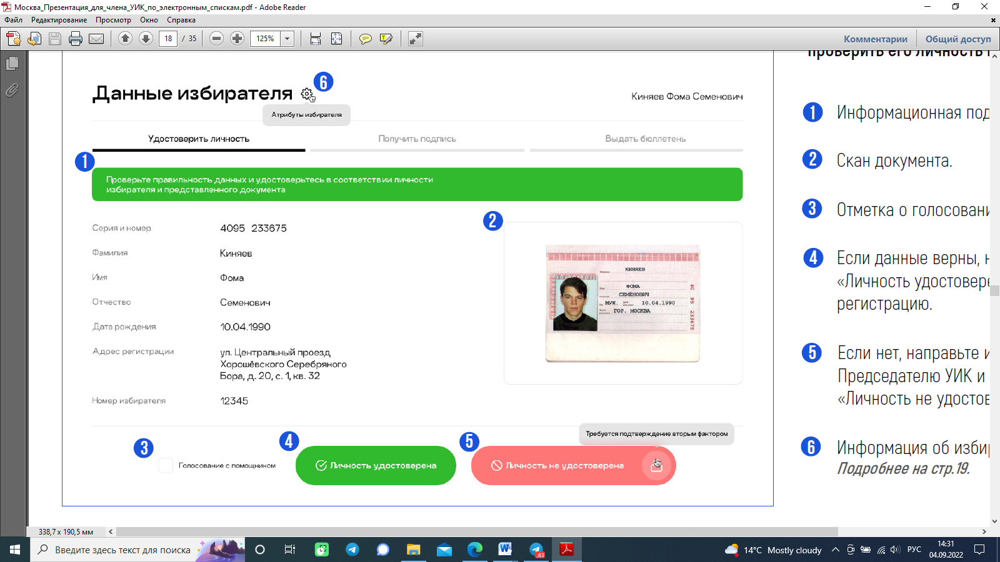 Москва_Презентация_для_члена_УИК_по_электронным_спискам.pdf - Adobe Reader
Файл Редактирование Просмотр Окно Справка
18 / 35 125% Комментарии Общий доступ
проверить его личность
Данные избирателя 6 Киняев Фома Семенович
Атрибуты избирателя
Удостоверить личность Получить подпись Выдать бюллетень
1
Проверьте правильность данных и удостоверьтесь в соответствии личности
избирателя и представленного документа
2
Серия и номер 4095 233675
Фамилия Киняев
Имя Фома
Отчество Семенович
Дата рождения 10.04.1990
Адрес регистрации ул. Центральный проезд
Хорошёвского Серебряного
Бора, д. 20, с. 1, кв. 32
Номер избирателя 12345
КИНЯЕВ
ФОМА
СЕМЁНОВИЧ
МУЖ. 10.04.1990
ГОР. МОСКВА
40 95 233675
Требуется подтверждение вторым фактором
3 Голосование с помощником
4 Личность удостоверена
5 Личность не удостоверена
1 Информационная под
2 Скан документа.
3 Отметка о голосовани
4 Если данные верны, н
«Личность удостовере
регистрацию.
5 Если нет, направьте и
Председателю УИК и
«Личность не удостов
6 Информация об изби
Подробнее на стр.19.
338,7 x 190,5 мм
Введите здесь текст для поиска
83
14°C Mostly cloudy РУС 14:31
04.09.2022